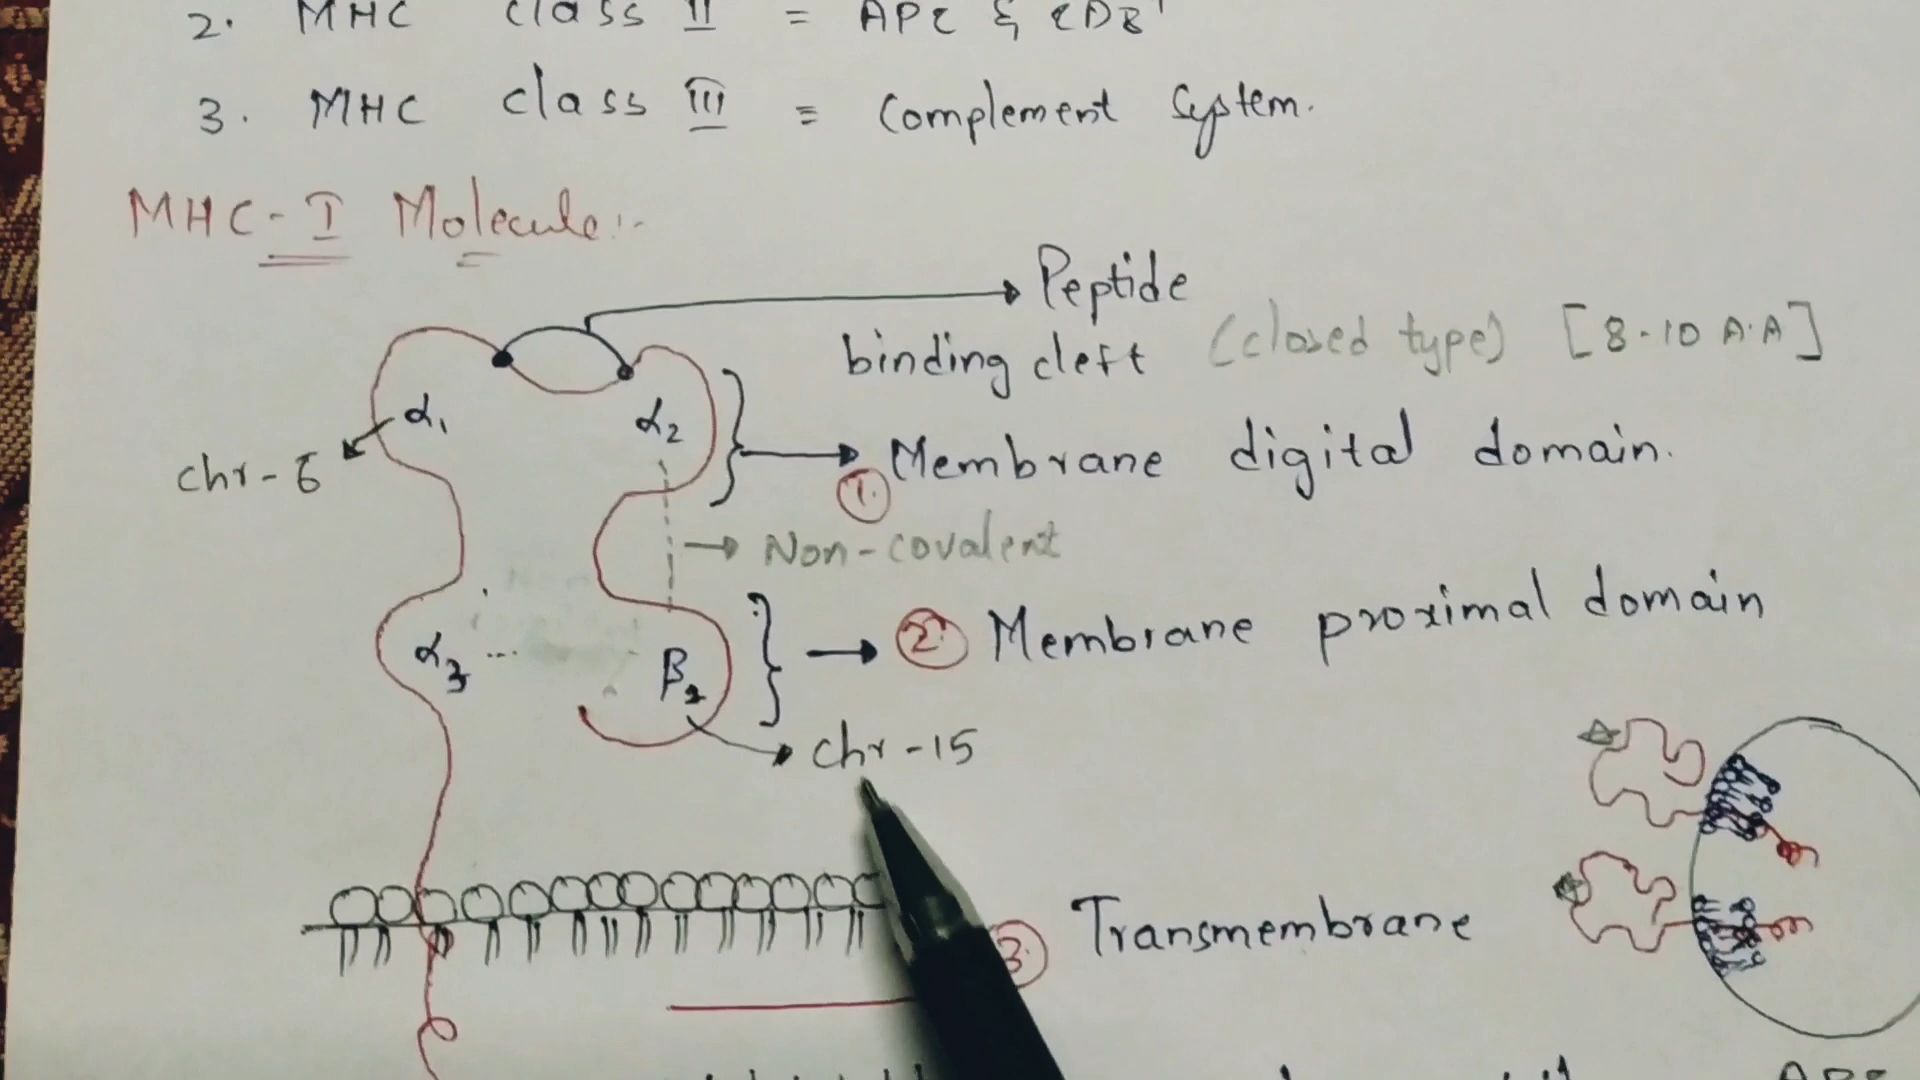 2. MHC class II = APC & CD8+
3. MHC class III = Complement System.
MHC-I Molecule:-
Peptide
binding cleft (closed type) [8-10 A.A]
α1
α2
chr-6
1. Membrane digital domain.
Non-covalent
α3
β2
2. Membrane proximal domain
chr-15
3. Transmembrane